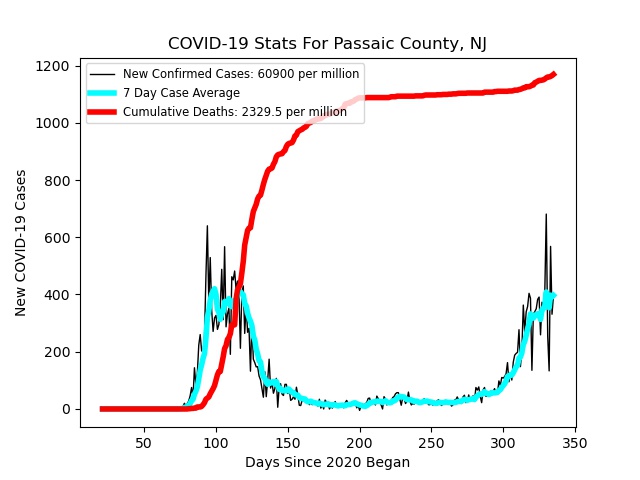 COVID-19 Stats For Passaic County, NJ
New Confirmed Cases: 60900 per million
7 Day Case Average
Cumulative Deaths: 2329.5 per million
1200
1000
800
600
400
200
0
New COVID-19 Cases
50 100 150 200 250 300 350
Days Since 2020 Began